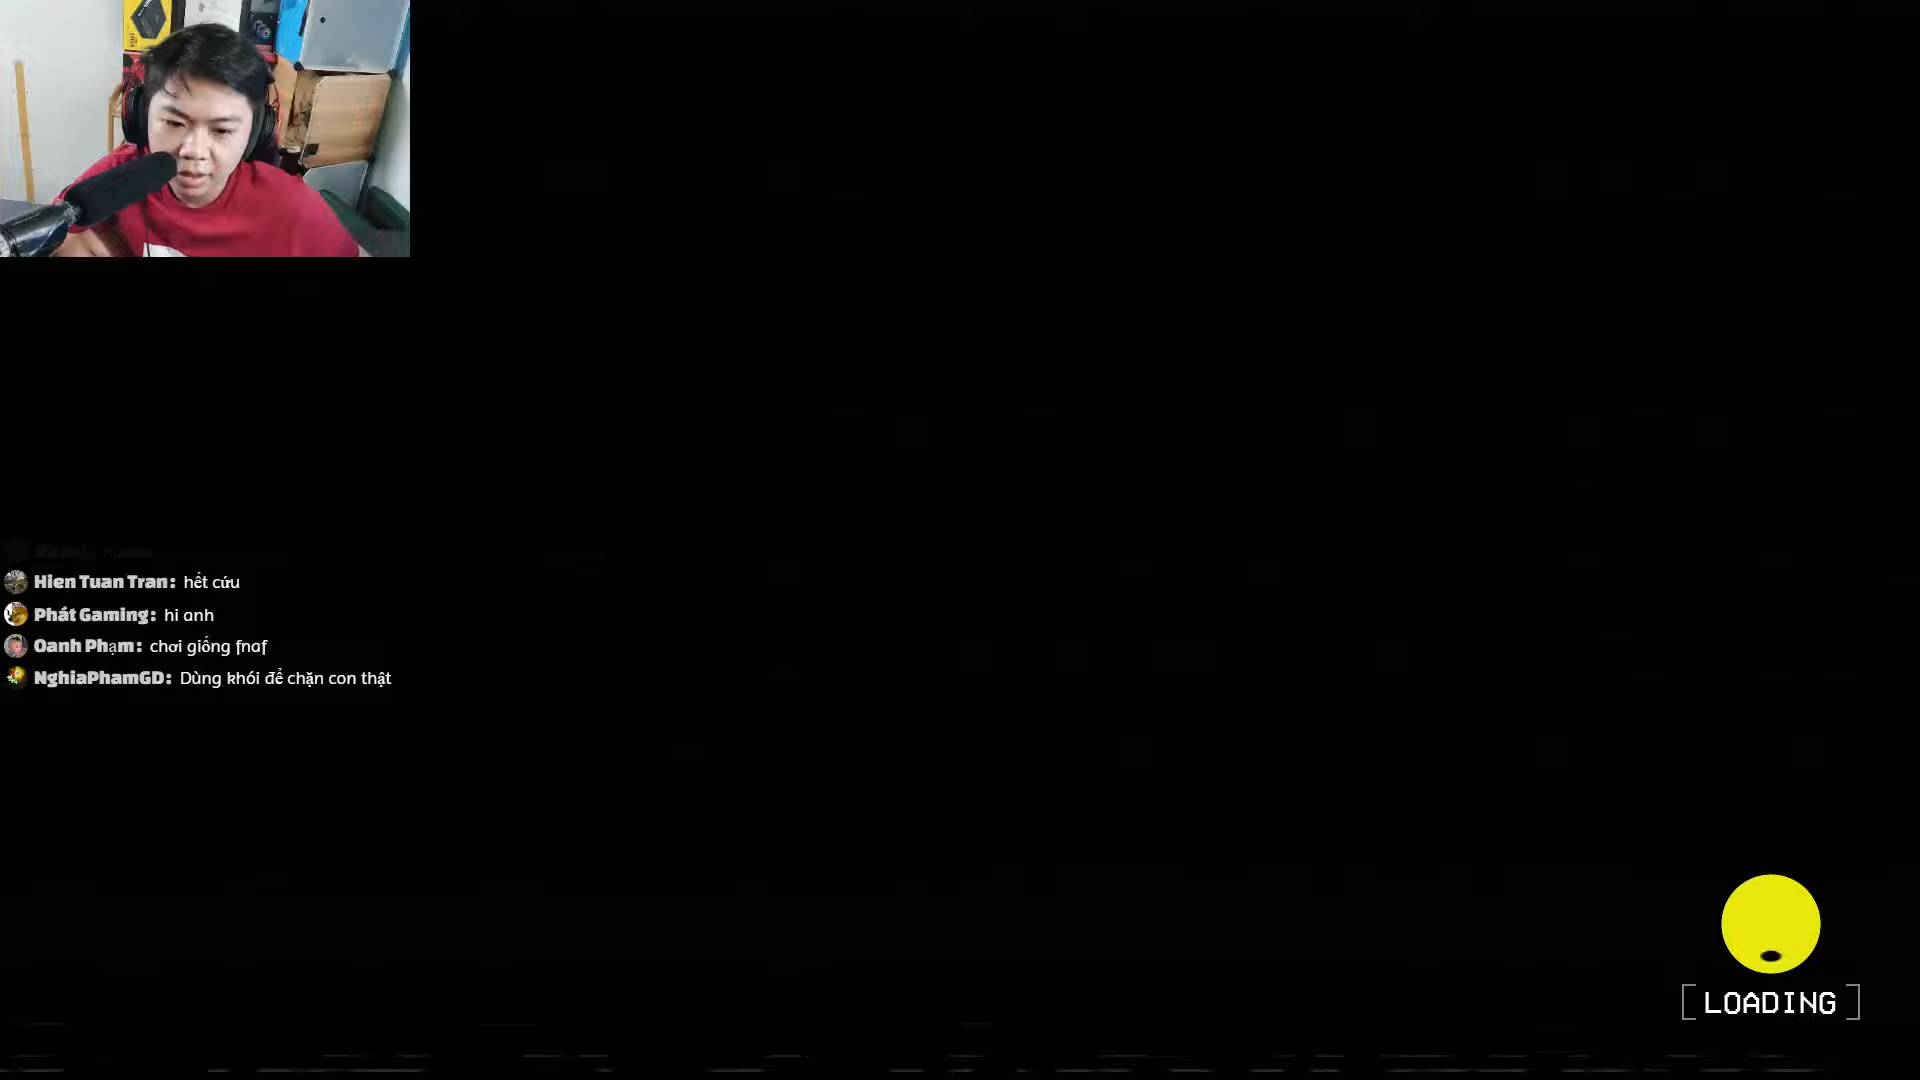 Hien Tuan Tran: hết cứu
Phát Gaming: hi anh
Oanh Phạm: chơi giống fnaf
NghiaPhamGD: Dùng khói để chặn con thật
LOADING